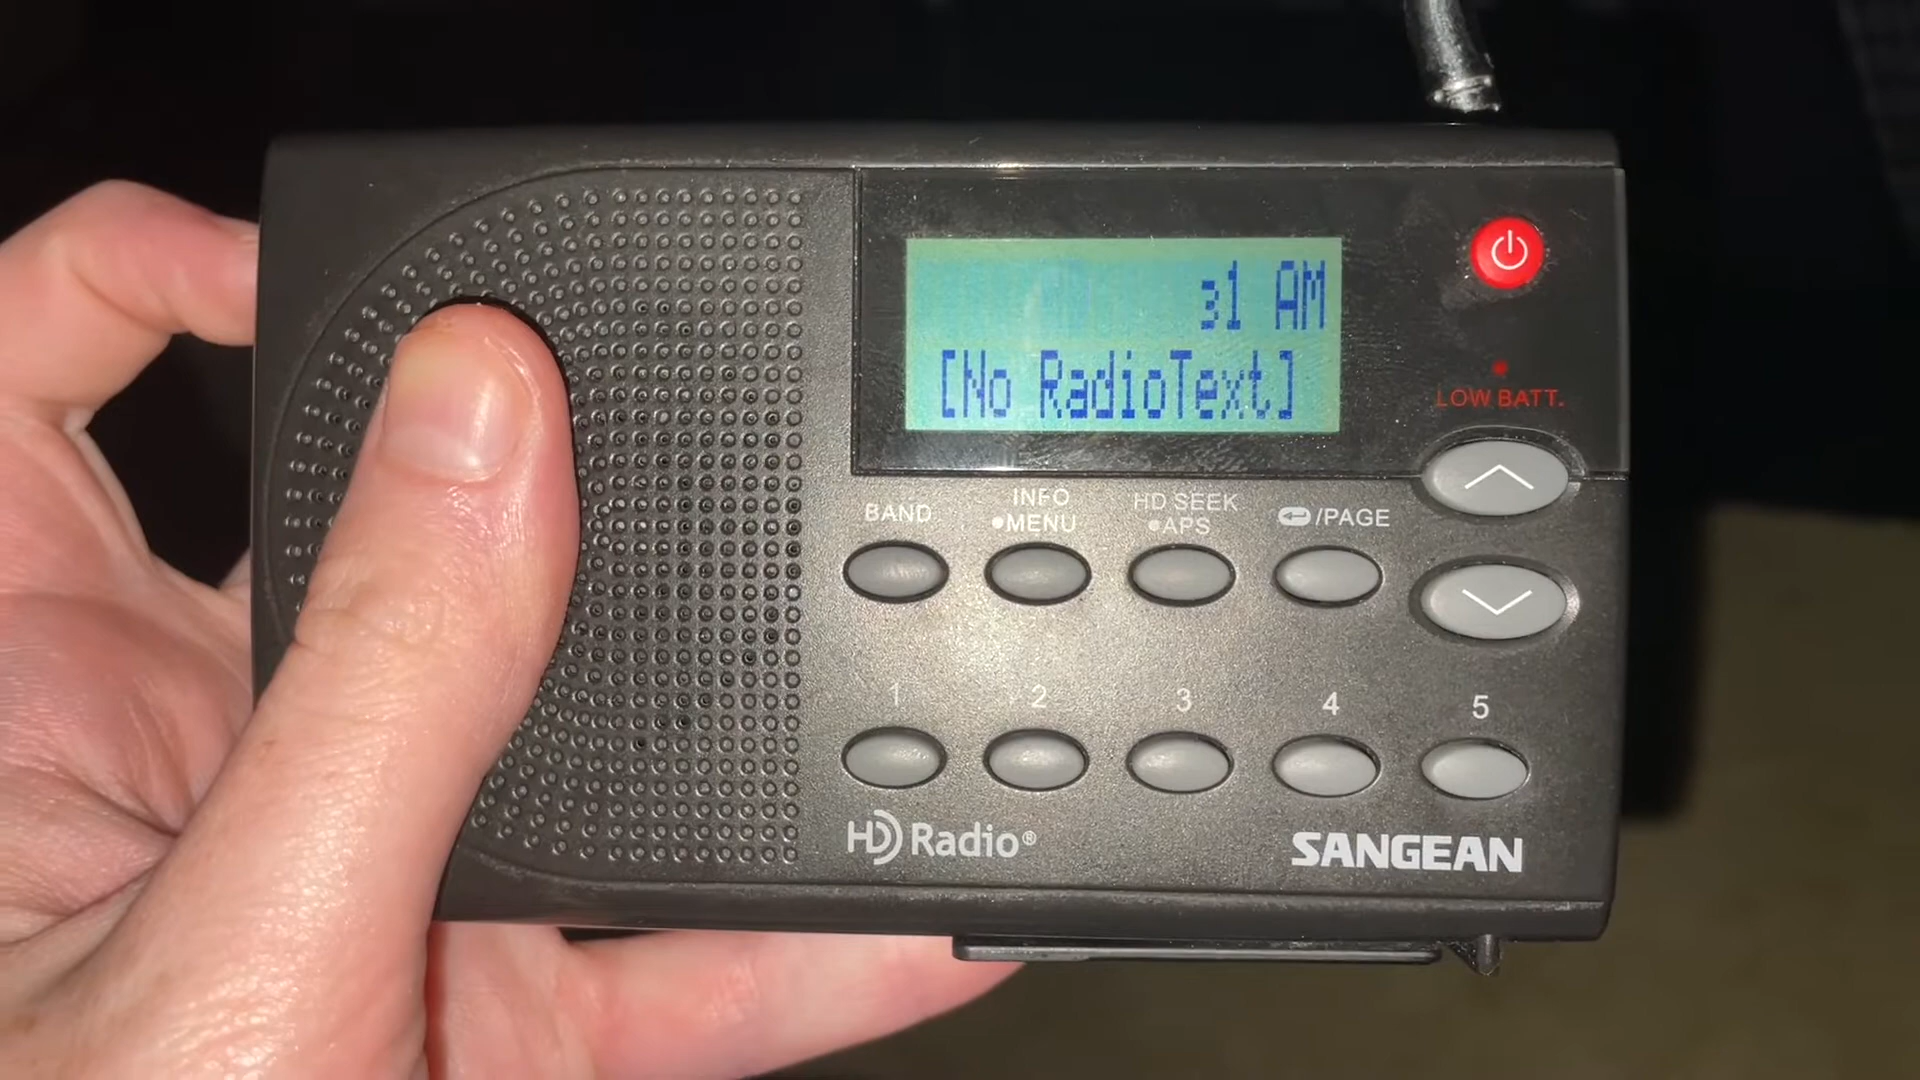 31 AM
[No RadioText]
LOW BATT.
BAND
INFO
•MENU
HD SEEK
•APS
/PAGE
1 2 3 4 5
HD Radio®
SANGEAN